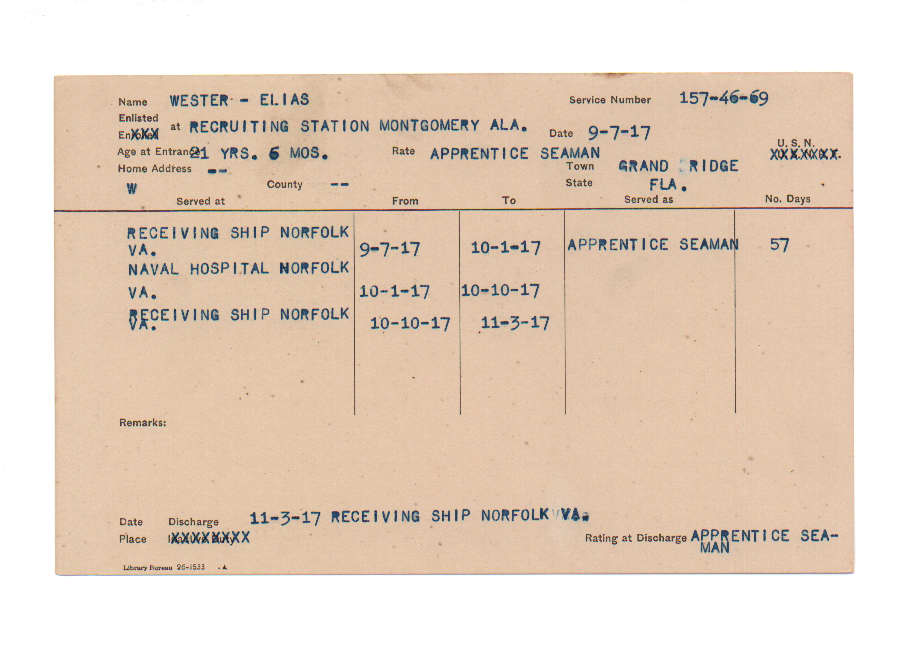 Name WESTER - ELIAS Service Number 157-46-69
Enlisted
at RECRUITING STATION MONTGOMERY ALA. Date 9-7-17
U. S. N.
Age at Entrance 21 YRS. 6 MOS. Rate APPRENTICE SEAMAN
Home Address -- Town GRAND RIDGE
W County -- State FLA.
Served at From To Served as No. Days
RECEIVING SHIP NORFOLK
VA. 9-7-17 10-1-17 APPRENTICE SEAMAN 57
NAVAL HOSPITAL NORFOLK
VA. 10-1-17 10-10-17
RECEIVING SHIP NORFOLK
VA. 10-10-17 11-3-17
Remarks:
Date Discharge 11-3-17 RECEIVING SHIP NORFOLK VA.
Place Rating at Discharge APPRENTICE SEA-
MAN
Library Bureau 26-1533 A